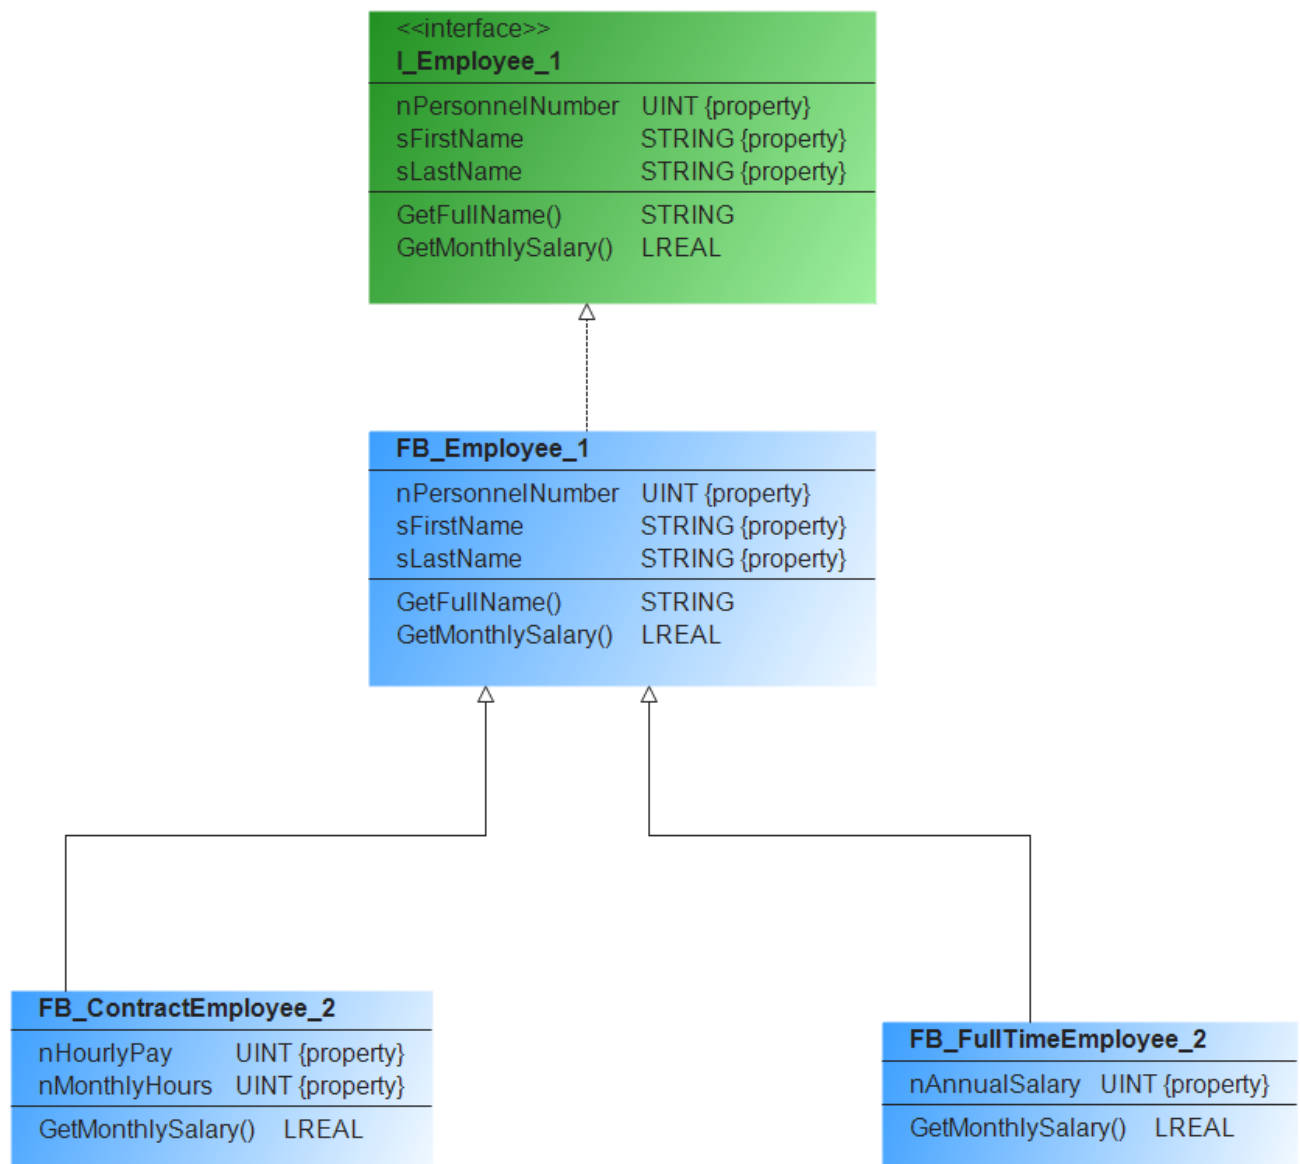 <<interface>>
I_Employee_1
nPersonnelNumber UINT {property}
sFirstName STRING {property}
sLastName STRING {property}
GetFullName() STRING
GetMonthlySalary() LREAL
FB_Employee_1
nPersonnelNumber UINT {property}
sFirstName STRING {property}
sLastName STRING {property}
GetFullName() STRING
GetMonthlySalary() LREAL
FB_ContractEmployee_2
nHourlyPay UINT {property}
nMonthlyHours UINT {property}
GetMonthlySalary() LREAL
FB_FullTimeEmployee_2
nAnnualSalary UINT {property}
GetMonthlySalary() LREAL